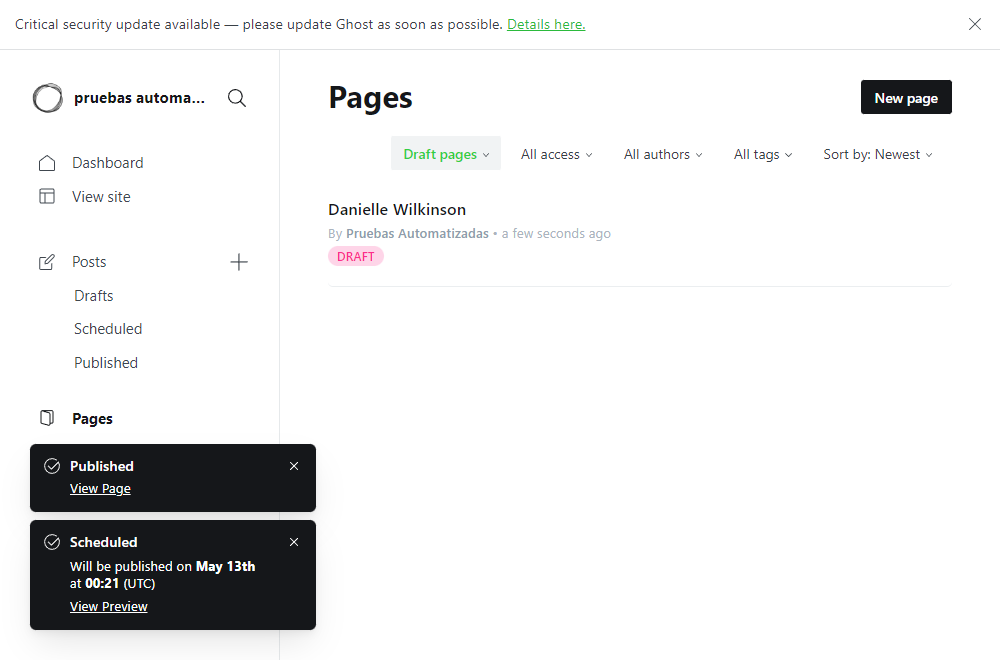 Critical security update available — please update Ghost as soon as possible. Details here.
pruebas automa...
Dashboard
View site
Posts
Drafts
Scheduled
Published
Pages
Published
View Page
Scheduled
Will be published on May 13th
at 00:21 (UTC)
View Preview
Pages
New page
Draft pages
All access
All authors
All tags
Sort by: Newest
Danielle Wilkinson
By Pruebas Automatizadas • a few seconds ago
DRAFT